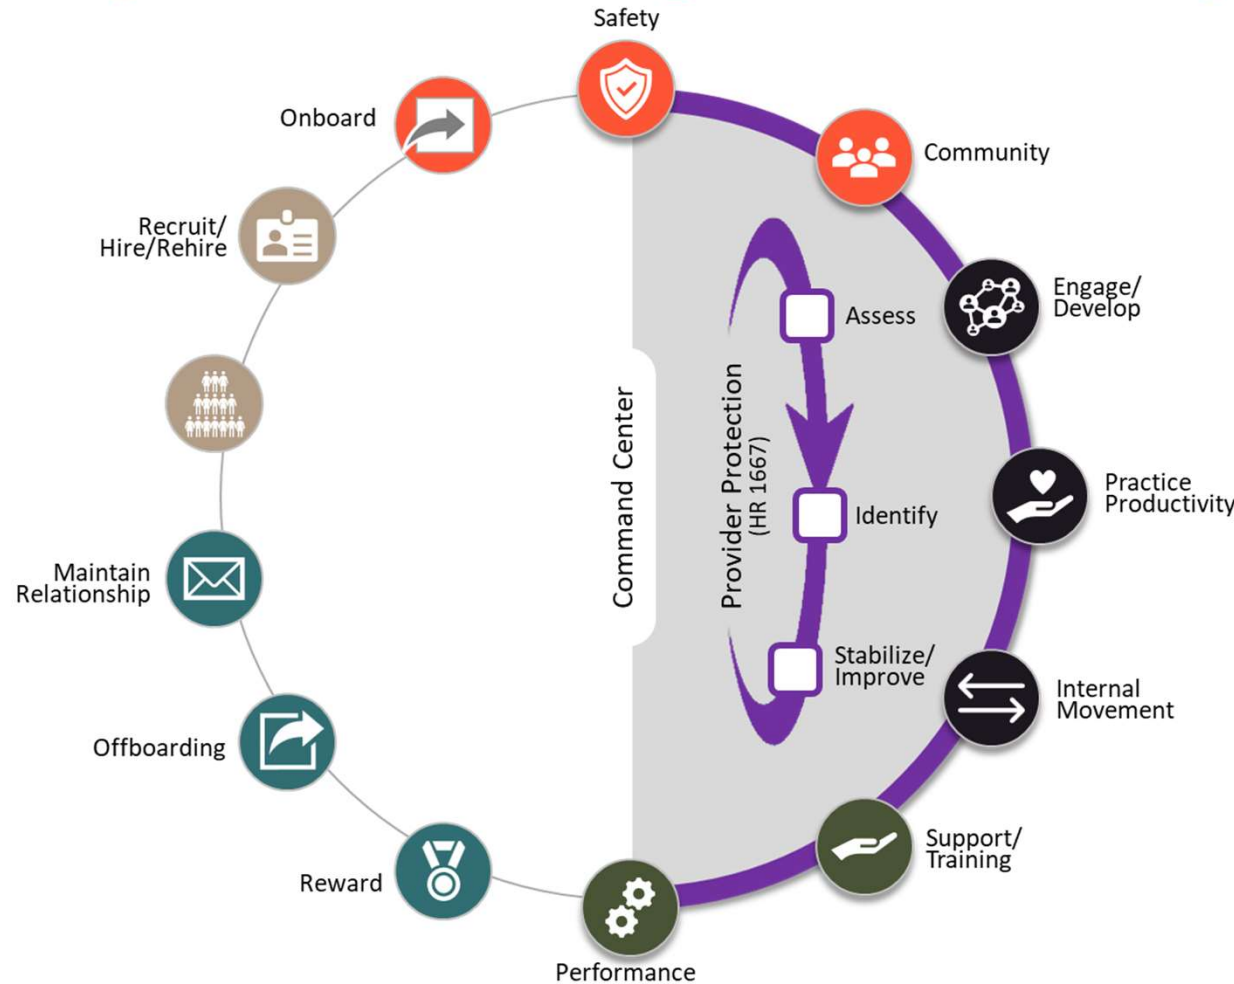 Safety
Onboard
Community
Recruit/
Hire/Rehire
Engage/
Develop
Assess
Command Center
Provider Protection
(HR 1667)
Practice
Productivity
Identify
Maintain
Relationship
Stabilize/
Improve
Internal
Movement
Offboarding
Support/
Training
Reward
Performance